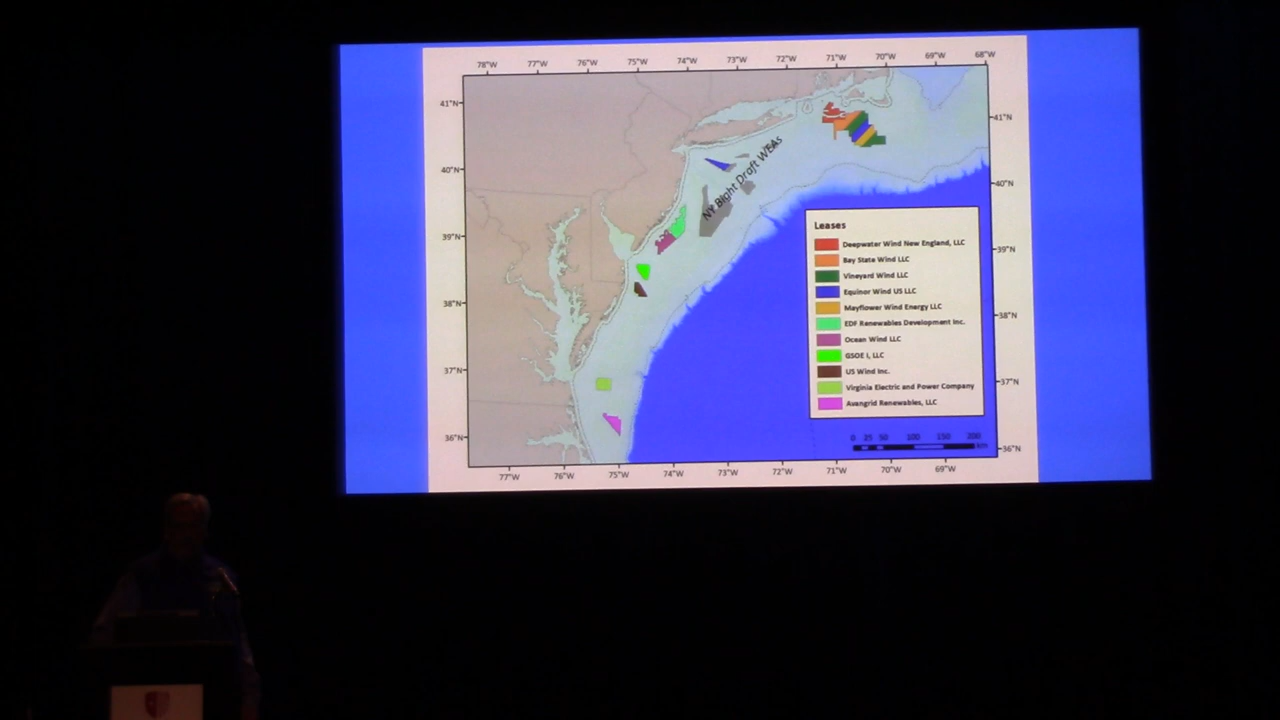 78°W 77°W 76°W 75°W 74°W 73°W 72°W 71°W 70°W 69°W 68°W
41°N
41°N
NY Bight Draft WEAs
40°N
40°N
Leases
39°N
Deepwater Wind New England, LLC
39°N
Bay State Wind LLC
Vineyard Wind LLC
Equinor Wind US LLC
38°N
Mayflower Wind Energy LLC
38°N
EDF Renewables Development Inc.
Ocean Wind LLC
GSOE I, LLC
37°N
US Wind Inc.
37°N
Virginia Electric and Power Company
Avangrid Renewables, LLC
36°N
0 25 50 100 150 200
36°N
77°W 76°W 75°W 74°W 73°W 72°W 71°W 70°W 69°W